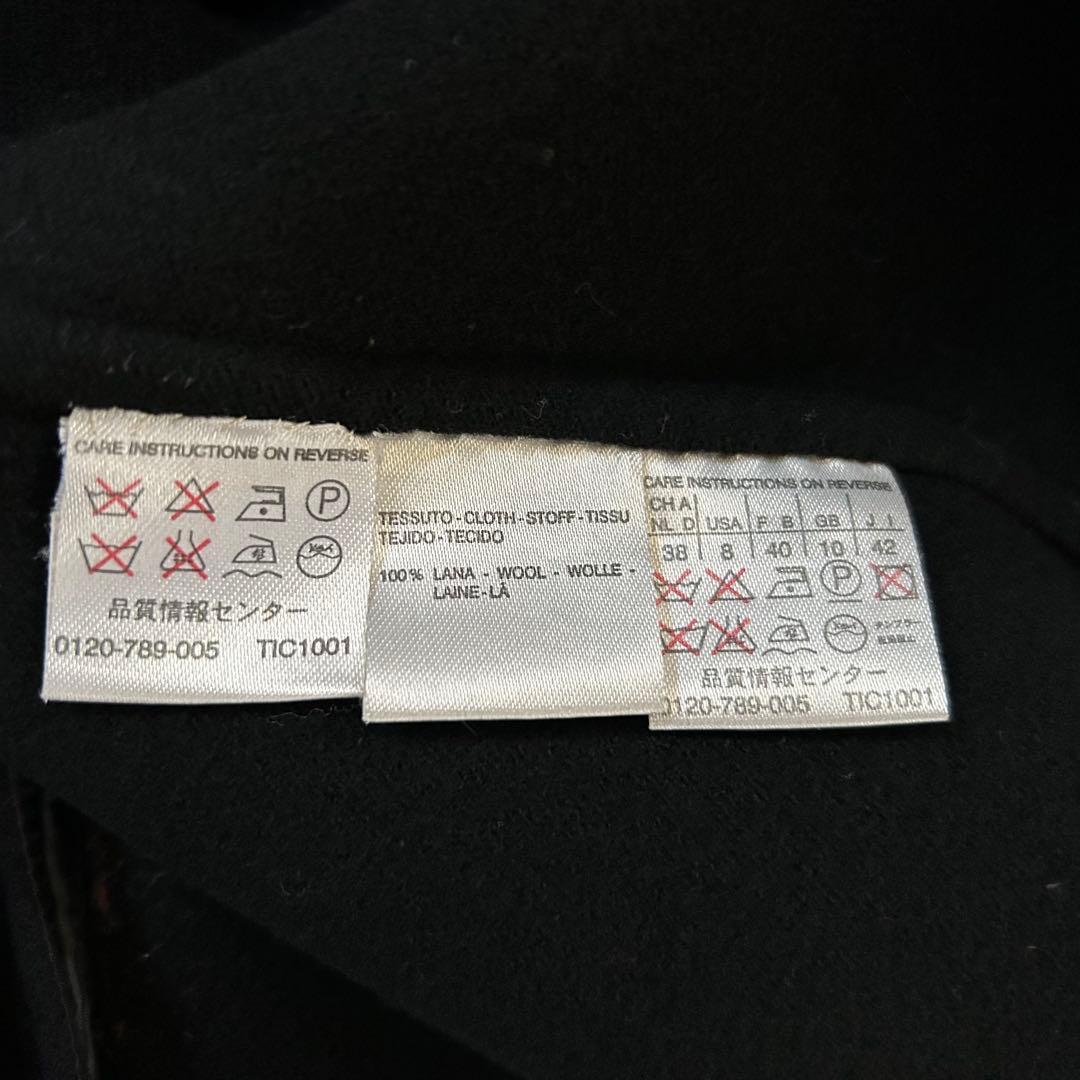 CARE INSTRUCTIONS ON REVERSE
P
品質情報センター
0120-789-005 TIC1001
TESSUTO-CLOTH-STOFF-TISSU
TEJIDO-TECIDO
100% LANA - WOOL - WOLLE -
LAINE-LÃ
CARE INSTRUCTIONS ON REVERSE
CH A
NL D USA F B GB J I
38 8 40 10 42
P
品質情報センター
0120-789-005 TIC1001